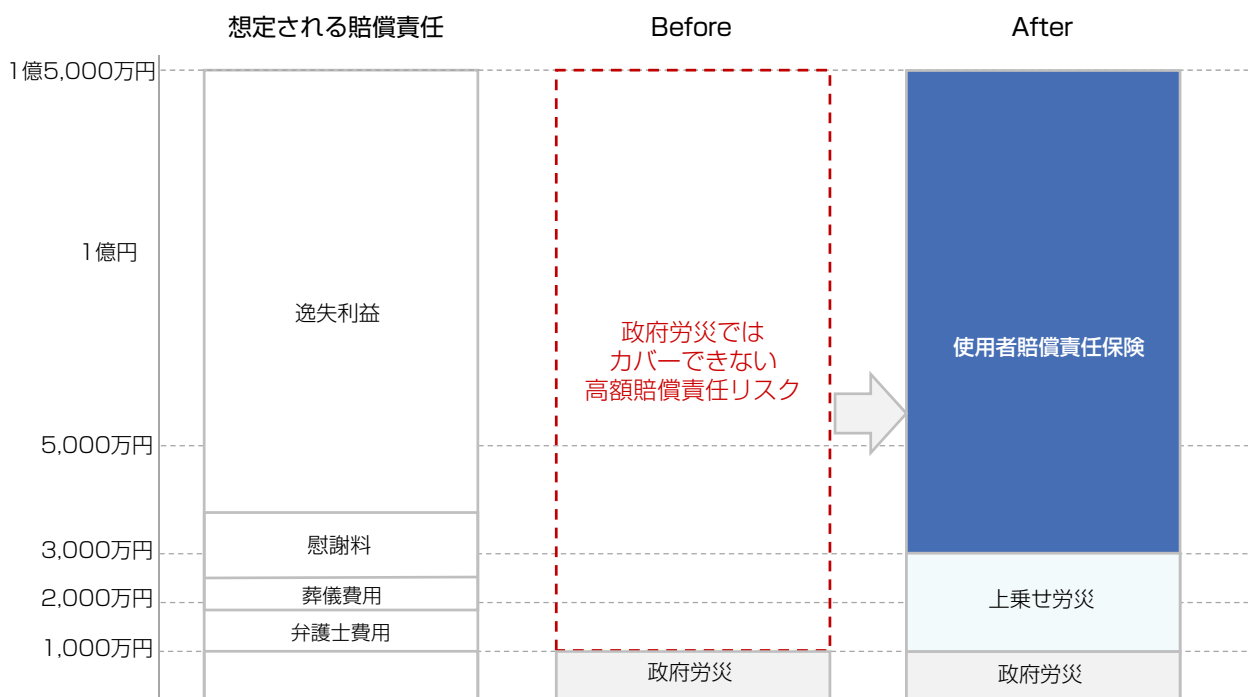 想定される賠償責任
Before
After
1億5,000万円
1億円
5,000万円
3,000万円
2,000万円
1,000万円
逸失利益
慰謝料
葬儀費用
弁護士費用
政府労災では
カバーできない
高額賠償責任リスク
政府労災
使用者賠償責任保険
上乗せ労災
政府労災